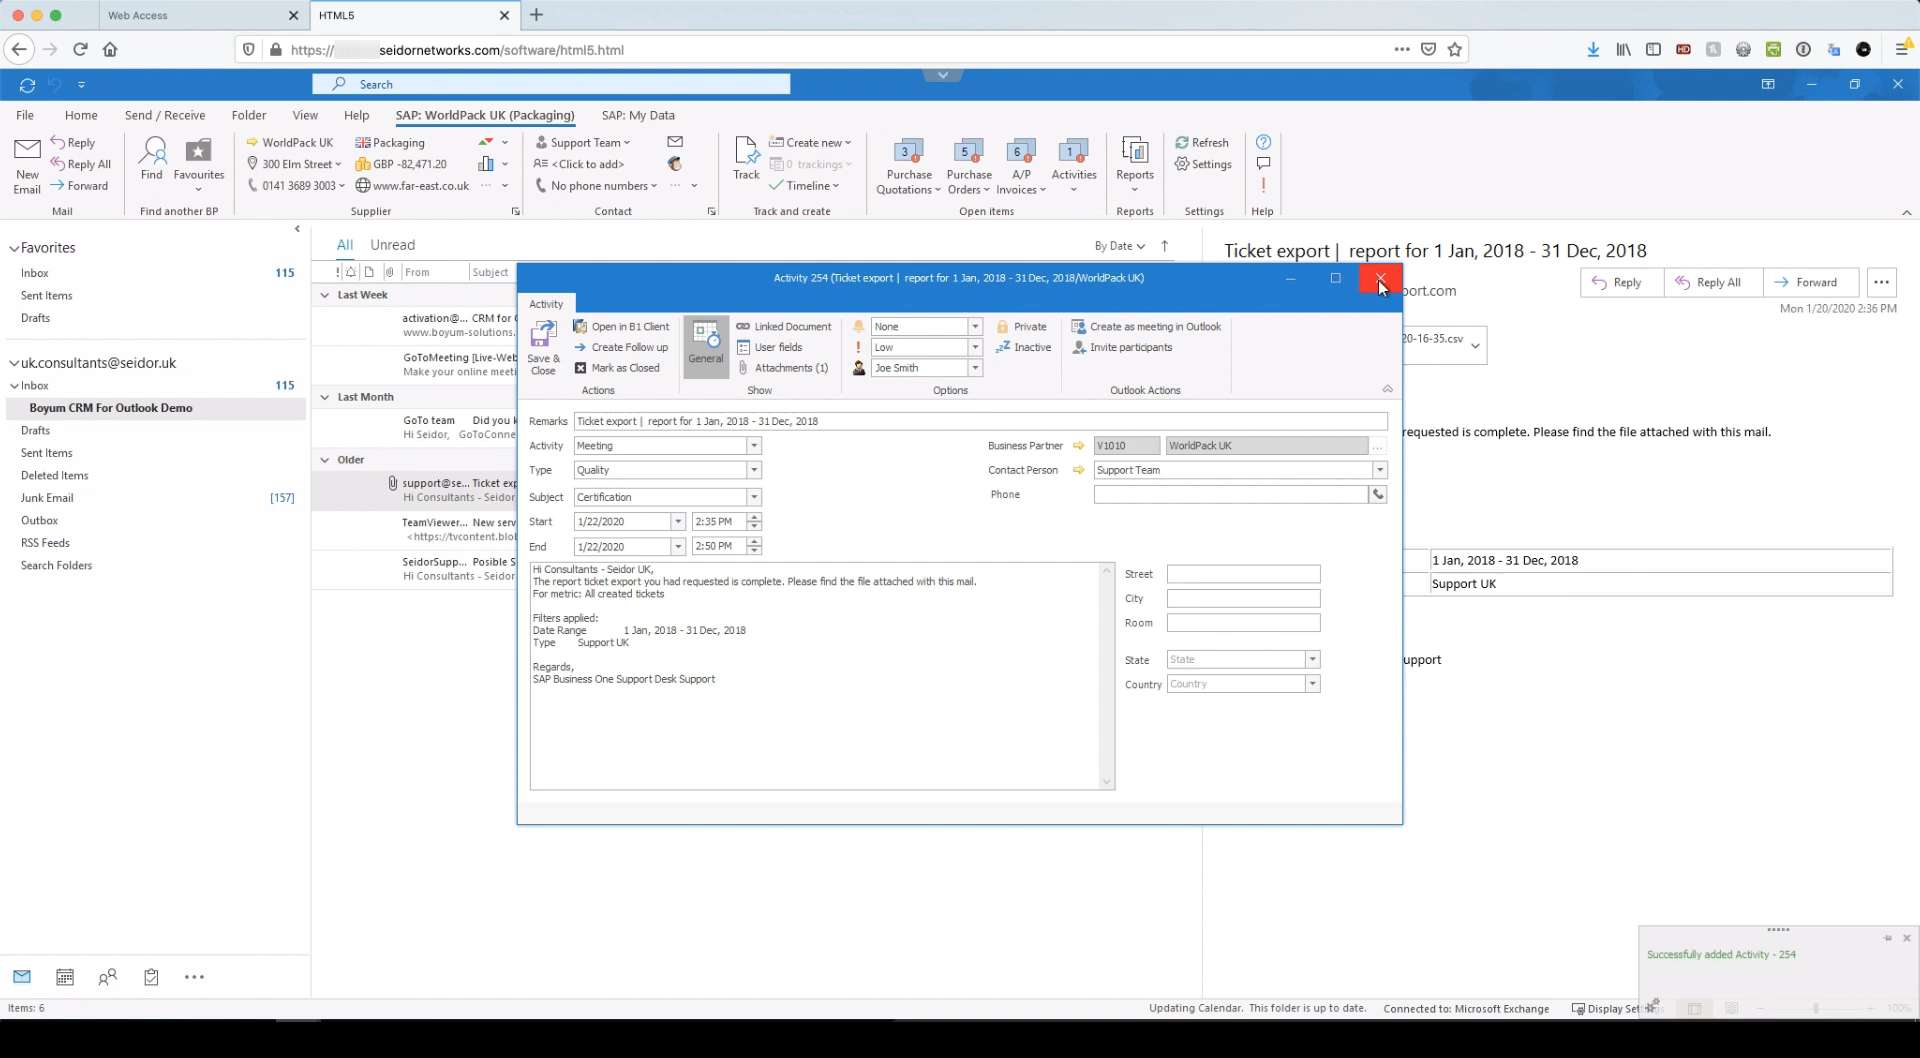 Web Access
HTML5
https://
seidornetworks.com/software/html5.html
Search
File Home Send / Receive Folder View Help SAP: WorldPack UK (Packaging) SAP: My Data
New Email
Reply
Reply All
Forward
Mail
Find
Favourites
Find another BP
WorldPack UK
300 Elm Street
0141 3689 3003
Packaging
GBP -82,471.20
www.far-east.co.uk
Supplier
Support Team
<Click to add>
No phone numbers
Contact
Track
Create new
0 trackings
Timeline
Track and create
3
Purchase Quotations
5
Purchase Orders
6
A/P Invoices
1
Activities
Open items
Reports
Reports
Refresh
Settings
Settings
Help
Favorites
Inbox 115
Sent Items
Drafts
uk.consultants@seidor.uk
Inbox 115
Boyum CRM For Outlook Demo
Drafts
Sent Items
Deleted Items
Junk Email [157]
Outbox
RSS Feeds
Search Folders
All Unread
By Date
From Subject
Last Week
activation@... CRM for
www.boyum-solutions.
GoToMeeting [Live-Web
Make your online meeti
Last Month
GoTo team Did you k
Hi Seidor, GoToConne
Older
support@se... Ticket exp
Hi Consultants - Seidor
TeamViewer... New serv
<https://tvcontent.blob
SeidorSupp... Posible S
Hi Consultants - Seidor
Activity 254 (Ticket export | report for 1 Jan, 2018 - 31 Dec, 2018/WorldPack UK)
Activity
Save & Close
Open in B1 Client
Create Follow up
Mark as Closed
Actions
General
Linked Document
User fields
Attachments (1)
Show
None
Low
Joe Smith
Private
Inactive
Options
Create as meeting in Outlook
Invite participants
Outlook Actions
Remarks Ticket export | report for 1 Jan, 2018 - 31 Dec, 2018
Activity Meeting
Type Quality
Subject Certification
Start 1/22/2020 2:35 PM
End 1/22/2020 2:50 PM
Business Partner V1010 WorldPack UK
Contact Person Support Team
Phone
Hi Consultants - Seidor UK,
The report ticket export you had requested is complete. Please find the file attached with this mail.
For metric: All created tickets
Filters applied:
Date Range 1 Jan, 2018 - 31 Dec, 2018
Type Support UK
Regards,
SAP Business One Support Desk Support
Street
City
Room
State State
Country Country
Ticket export | report for 1 Jan, 2018 - 31 Dec, 2018
port.com
Reply Reply All Forward
Mon 1/20/2020 2:36 PM
20-16-35.csv
requested is complete. Please find the file attached with this mail.
1 Jan, 2018 - 31 Dec, 2018
Support UK
upport
Successfully added Activity - 254
Items: 6
Updating Calendar. This folder is up to date. Connected to: Microsoft Exchange Display Settings
100%